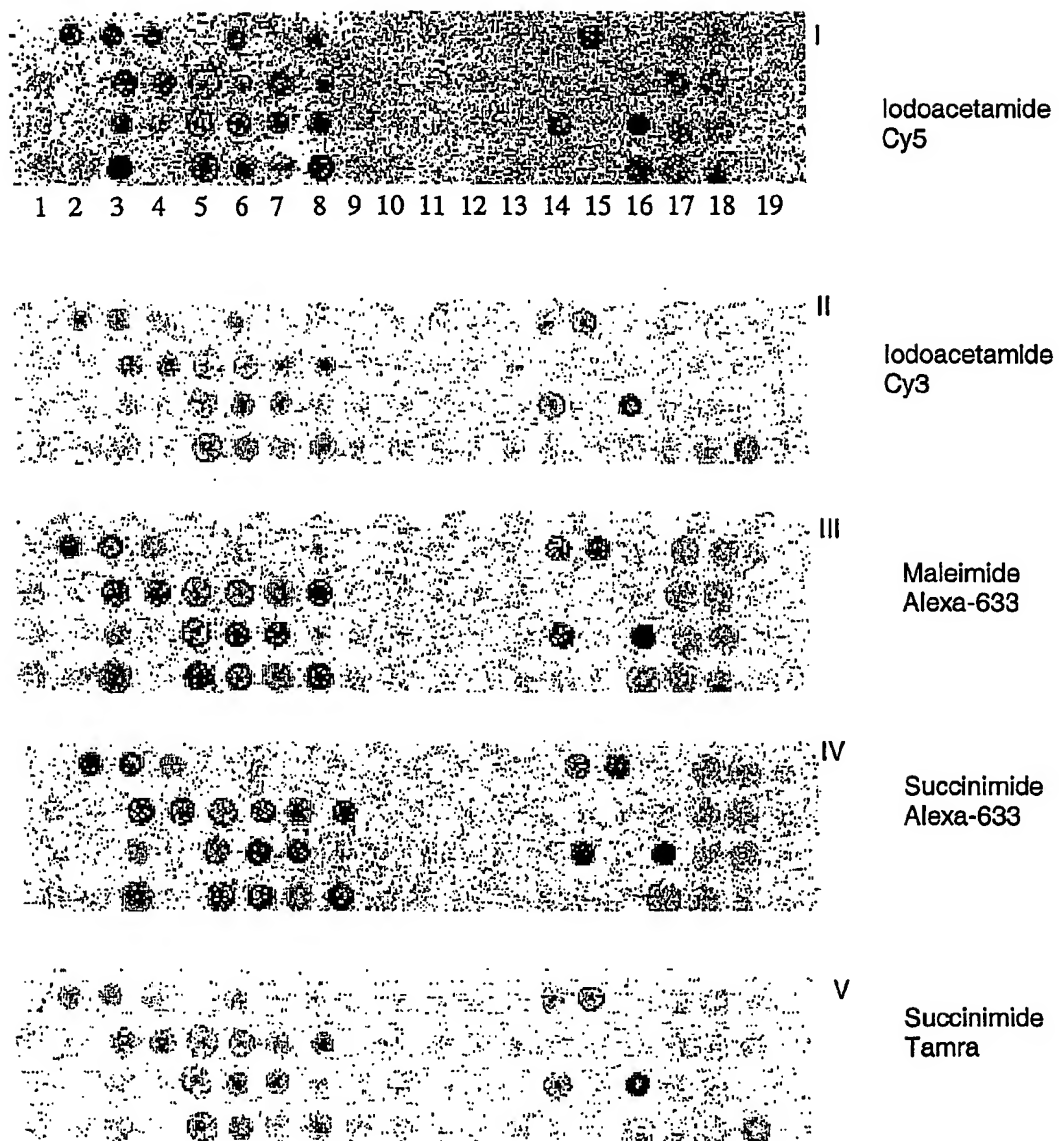 I
Iodoacetamide
Cy5
1 2 3 4 5 6 7 8 9 10 11 12 13 14 15 16 17 18 19
II
Iodoacetamide
Cy3
III
Maleimide
Alexa-633
IV
Succinimide
Alexa-633
V
Succinimide
Tamra